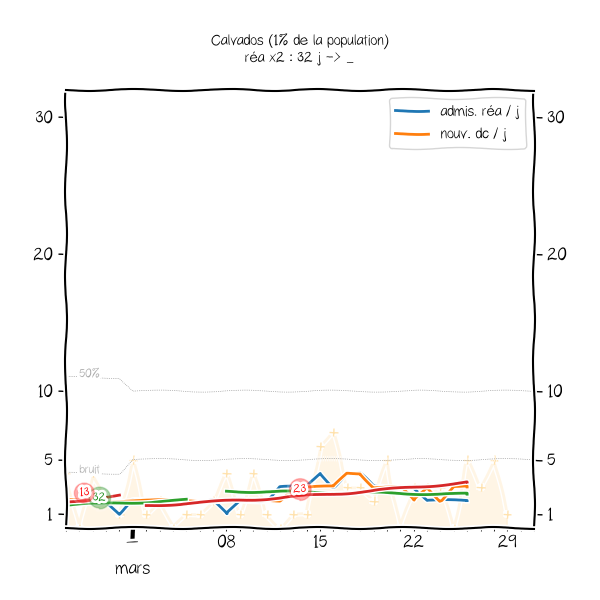 Calvados (1% de la population)
réa x2 : 32 j -> _
admis. réa / j
nouv. dc / j
30 30
20 20
50%
10 10
5 5
bruit
13 32 23
1 1
1 08 15 22 29
mars